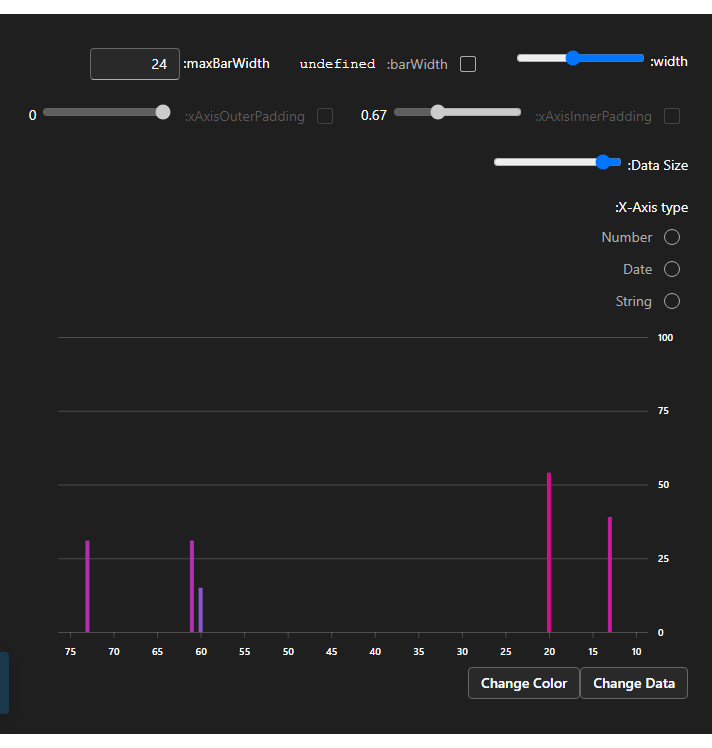 :width
:barWidth undefined
:maxBarWidth 24
:xAxisInnerPadding 0.67
:xAxisOuterPadding 0
:Data Size
:X-Axis type
Number
Date
String
100
75
50
25
0
75 70 65 60 55 50 45 40 35 30 25 20 15 10
Change Color Change Data